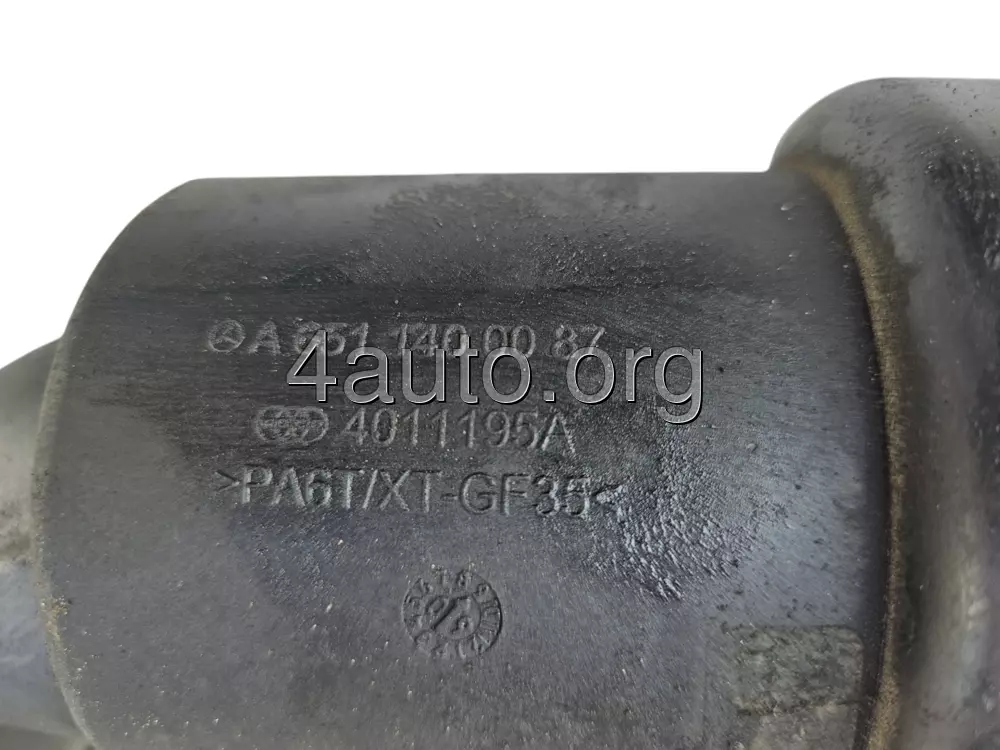 A 651 140 00 87
4auto.org
4011195A
>PA6T/XT-GF35<